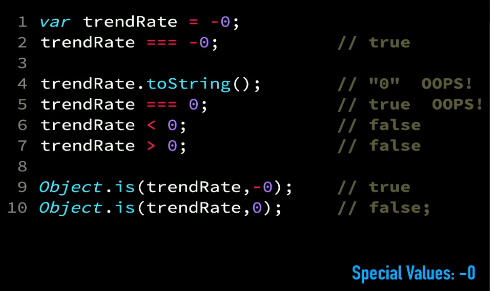 1 var trendRate = -0;
2 trendRate === -0; // true
3
4 trendRate.toString(); // "0" OOPS!
5 trendRate === 0; // true OOPS!
6 trendRate < 0; // false
7 trendRate > 0; // false
8
9 Object.is(trendRate,-0); // true
10 Object.is(trendRate,0); // false;
Special Values: -0